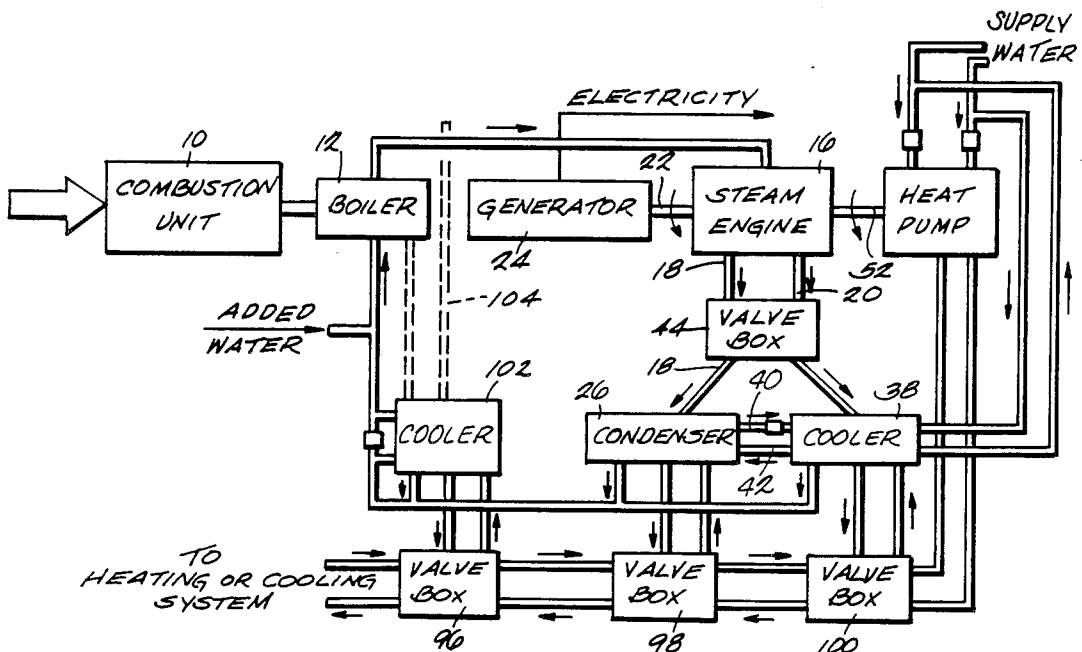 SUPPLY
WATER
ELECTRICITY
10
COMBUSTION
UNIT
12
BOILER
GENERATOR
24
22
16
STEAM
ENGINE
HEAT
PUMP
52
18
20
104
44
VALVE
BOX
ADDED
WATER
18
102
COOLER
26
CONDENSER
40
42
38
COOLER
TO
HEATING OR COOLING
SYSTEM
VALVE
BOX
96
VALVE
BOX
98
VALVE
BOX
100